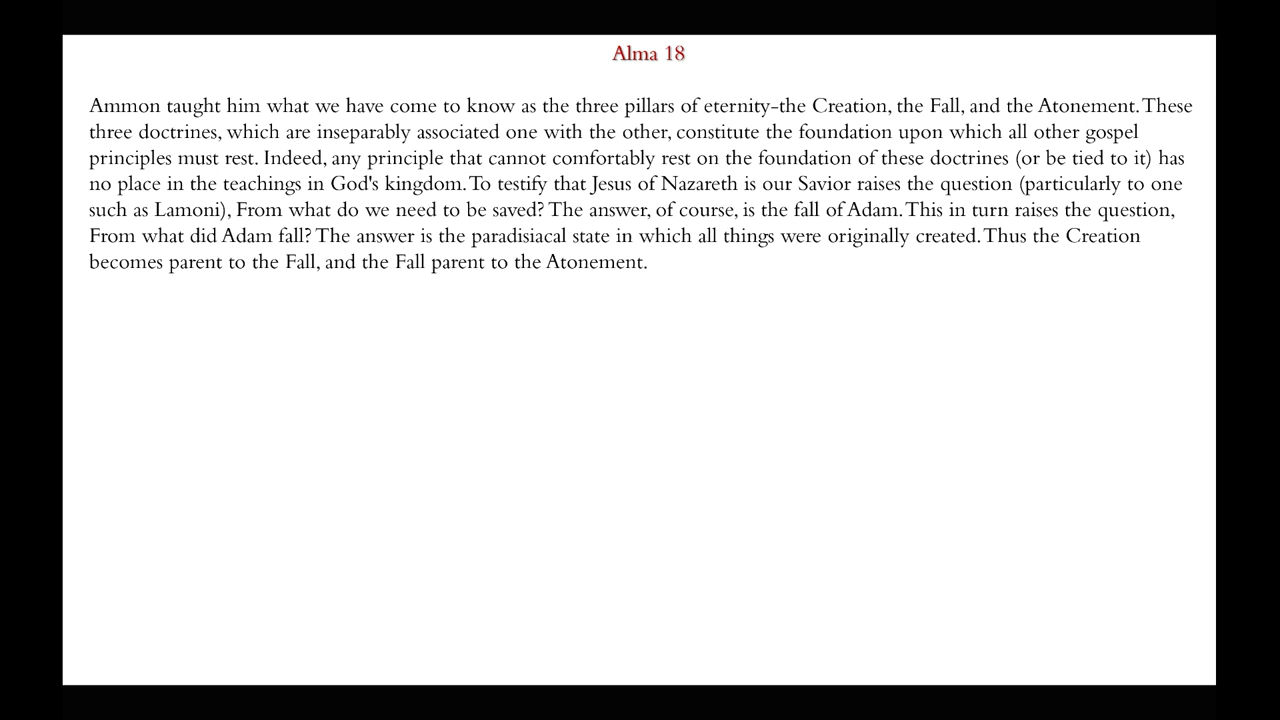 Alma 18
Ammon taught him what we have come to know as the three pillars of eternity-the Creation, the Fall, and the Atonement. These
three doctrines, which are inseparably associated one with the other, constitute the foundation upon which all other gospel
principles must rest. Indeed, any principle that cannot comfortably rest on the foundation of these doctrines (or be tied to it) has
no place in the teachings in God's kingdom. To testify that Jesus of Nazareth is our Savior raises the question (particularly to one
such as Lamoni), From what do we need to be saved? The answer, of course, is the fall of Adam. This in turn raises the question,
From what did Adam fall? The answer is the paradisiacal state in which all things were originally created. Thus the Creation
becomes parent to the Fall, and the Fall parent to the Atonement.